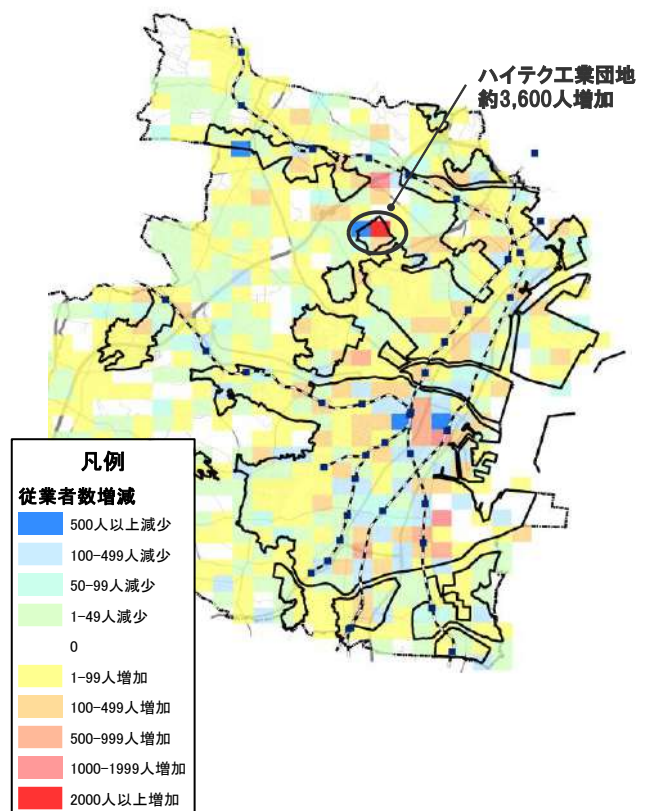 ハイテク工業団地
約3,600人増加
凡例
従業者数増減
500人以上減少
100-499人減少
50-99人減少
1-49人減少
0
1-99人増加
100-499人増加
500-999人増加
1000-1999人増加
2000人以上増加